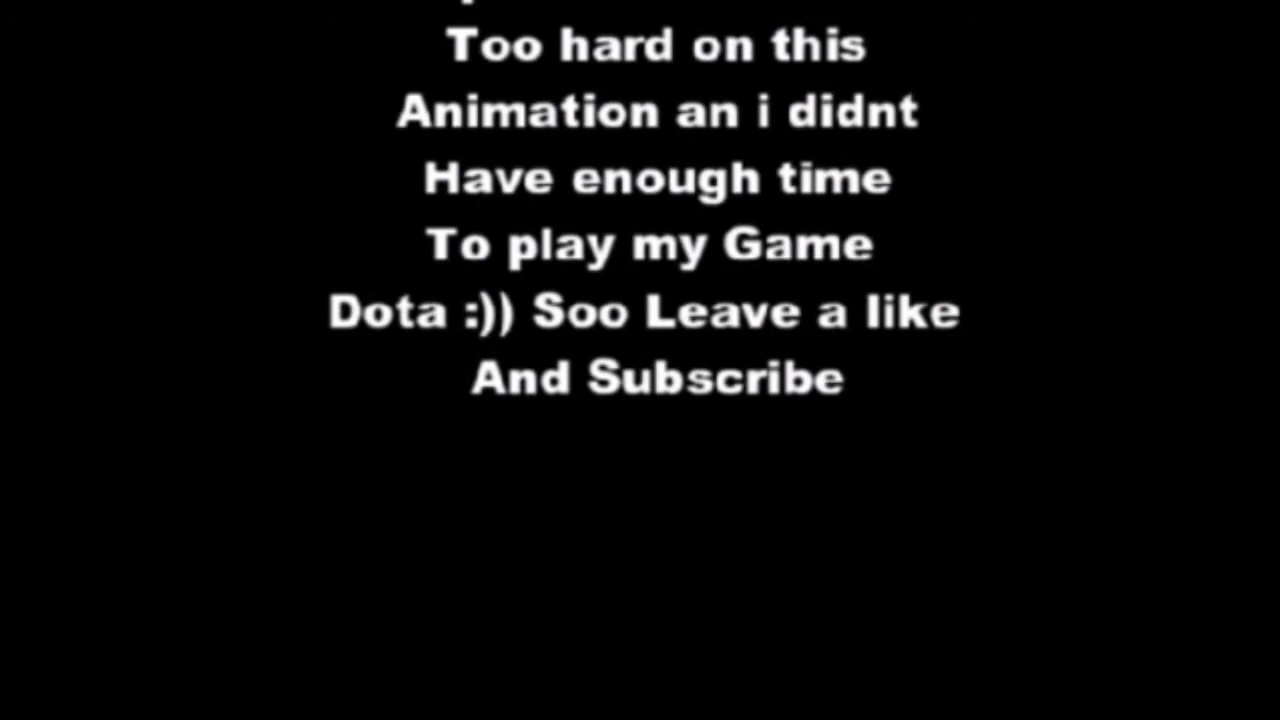 Too hard on this
Animation an i didnt
Have enough time
To play my Game
Dota :)) Soo Leave a like
And Subscribe